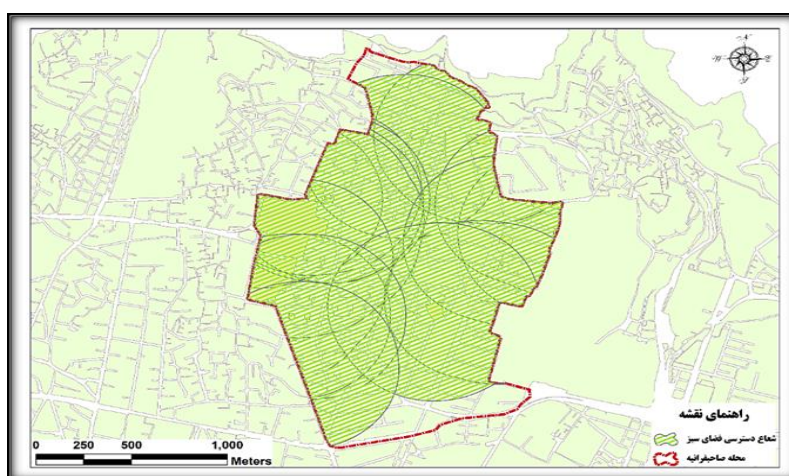 N
W E
S
راهنمای نقشه
شعاع دسترسی فضای سبز
محله صاحبقرانیه
0 250 500 1,000
Meters